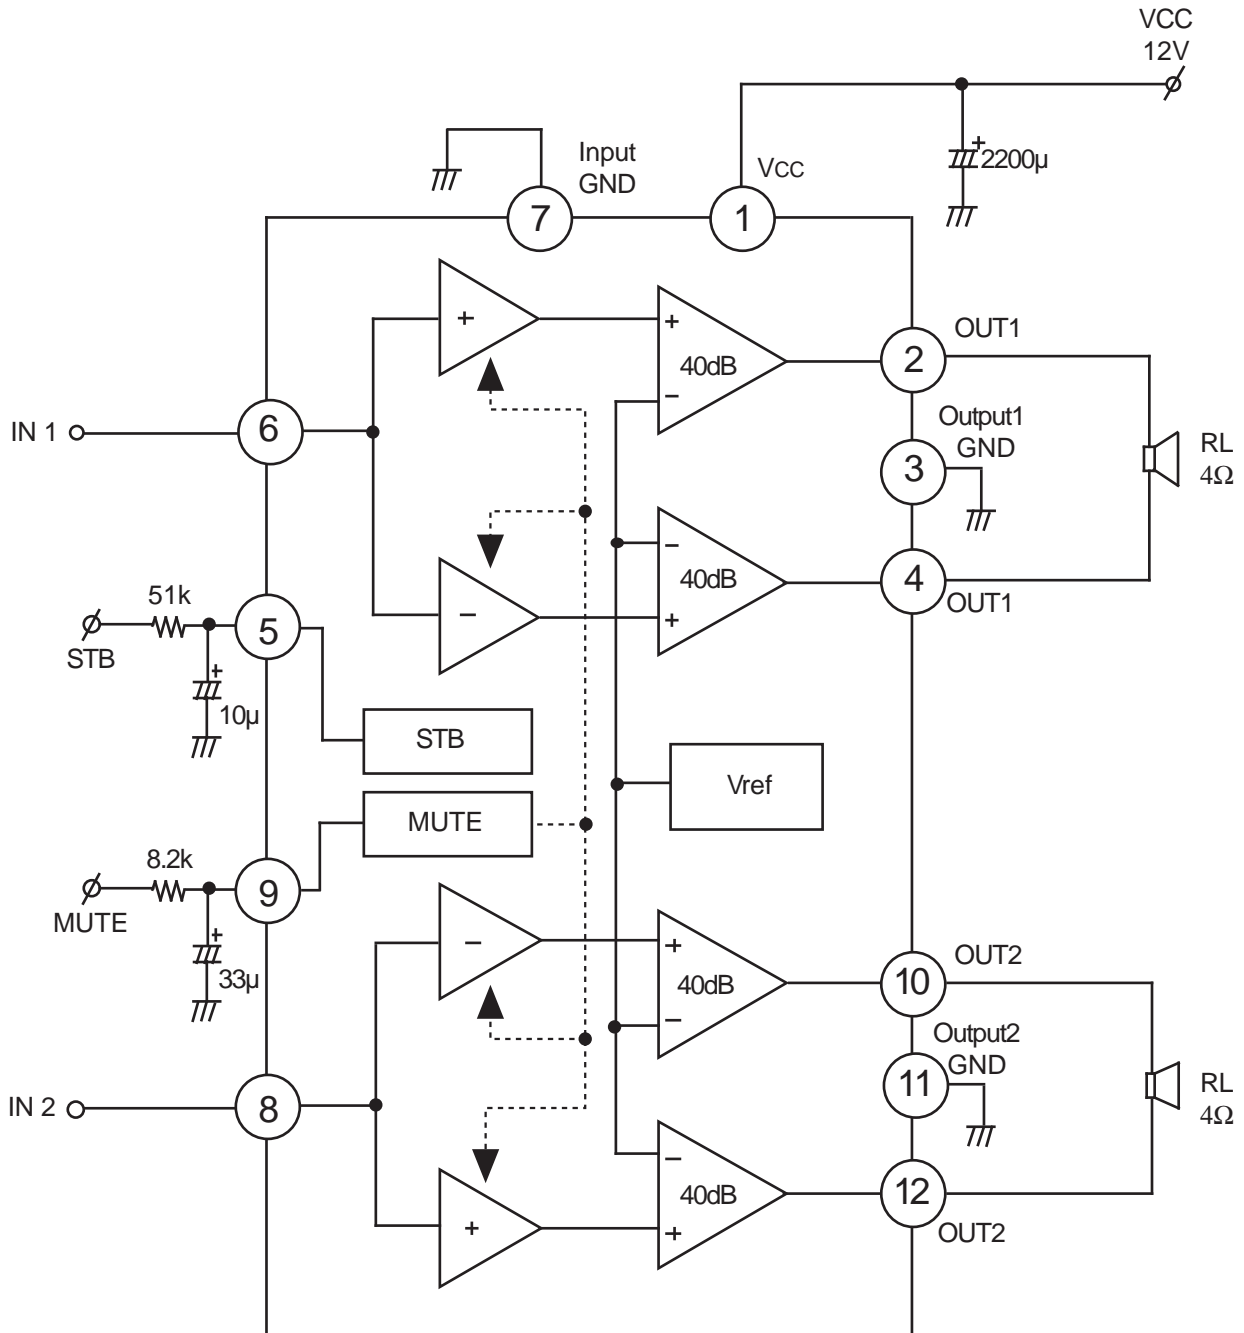 VCC
12V
2200µ
+
Input
GND
VCC
7
1
+
+
40dB
−
2
OUT1
IN 1
6
Output1
GND
3
RL
4Ω
−
40dB
+
−
4
OUT1
51k
5
STB
+
10µ
STB
Vref
MUTE
8.2k
9
MUTE
+
33µ
−
+
40dB
−
10
OUT2
Output2
GND
11
RL
4Ω
IN 2
8
−
40dB
+
+
12
OUT2